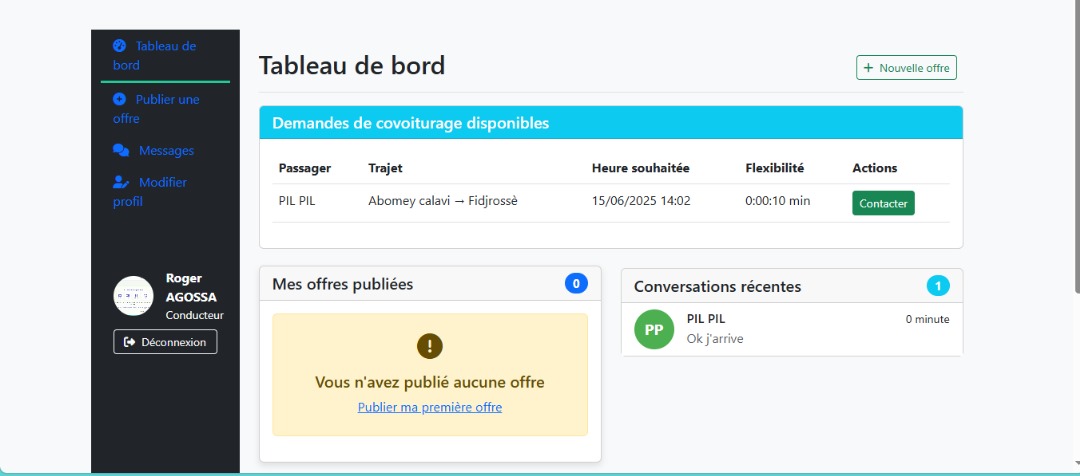 Tableau de
bord
Publier une
offre
Messages
Modifier
profil
Roger
AGOSSA
Conducteur
Déconnexion
Tableau de bord
+ Nouvelle offre
Demandes de covoiturage disponibles
Passager Trajet Heure souhaitée Flexibilité Actions
PIL PIL Abomey calavi → Fidjrossè 15/06/2025 14:02 0:00:10 min Contacter
Mes offres publiées 0
!
Vous n'avez publié aucune offre
Publier ma première offre
Conversations récentes 1
PP
PIL PIL 0 minute
Ok j'arrive